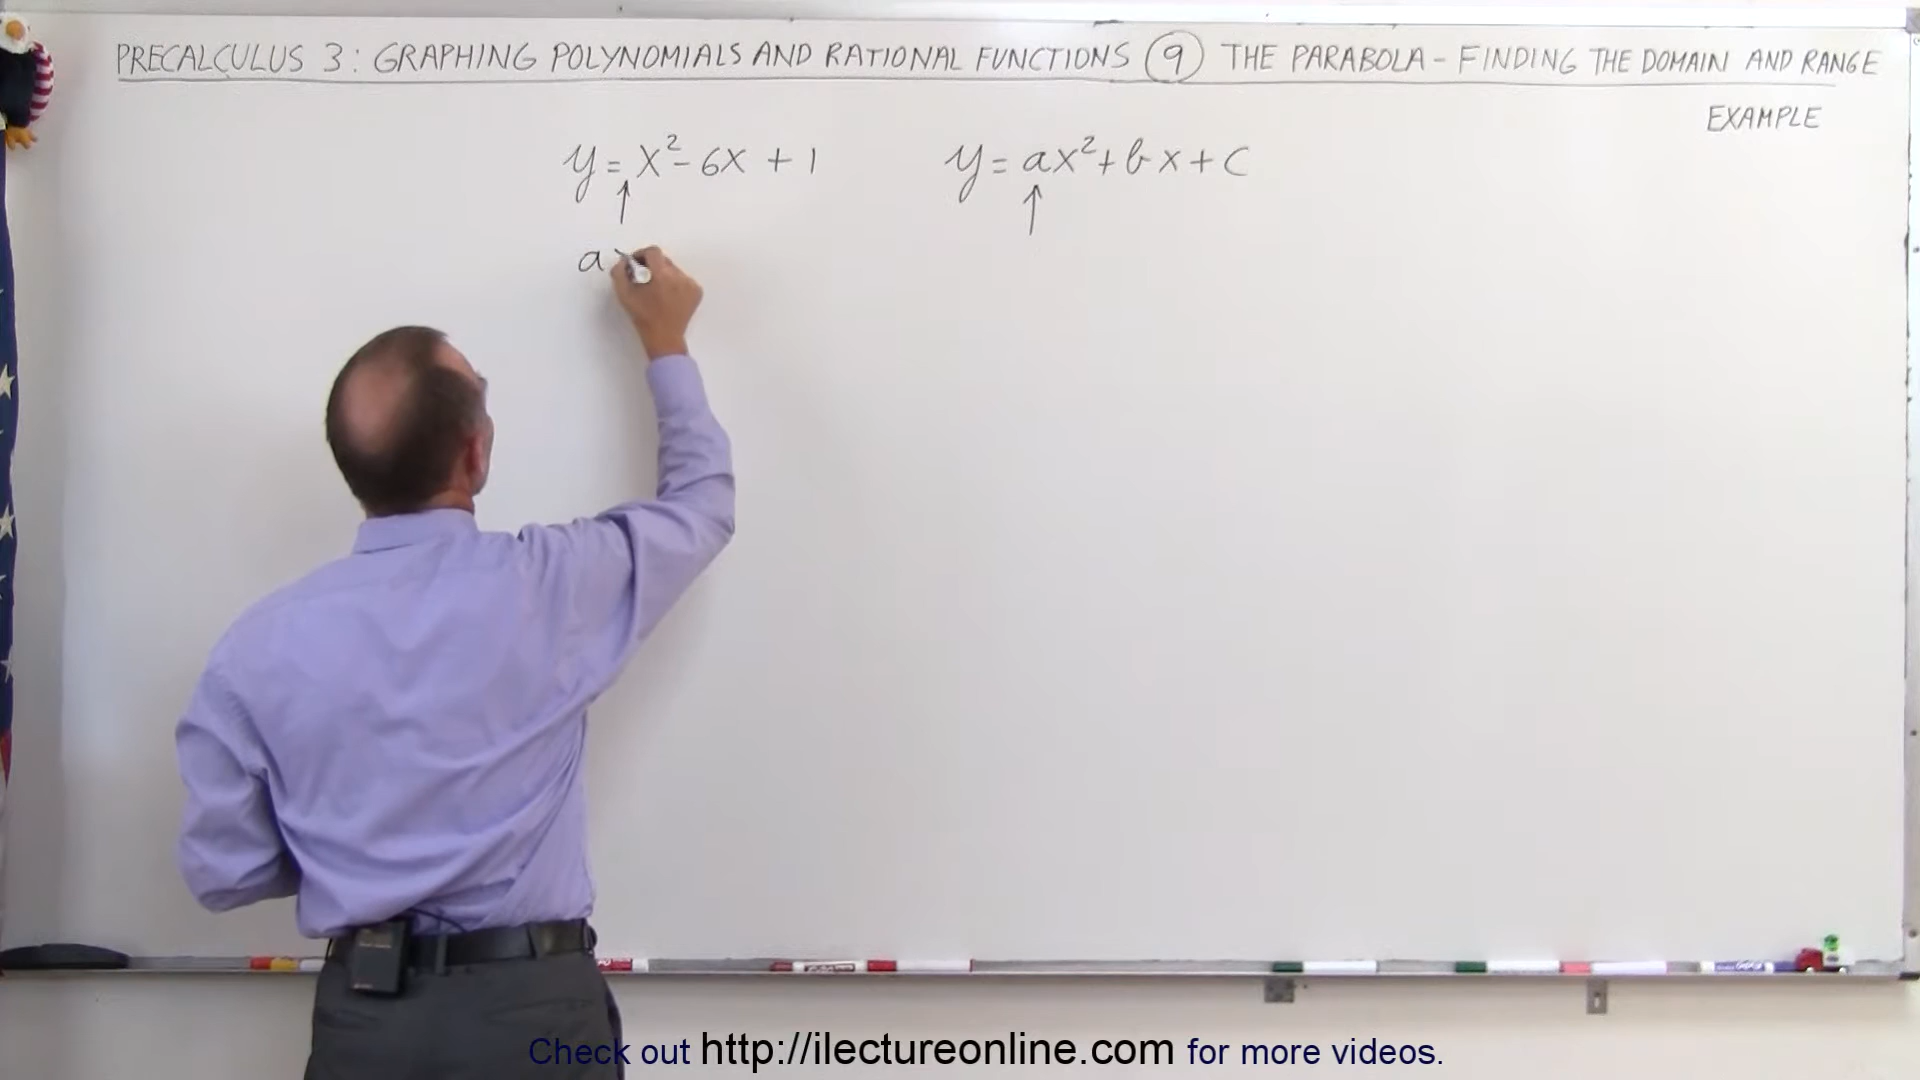 PRECALCULUS 3: GRAPHING POLYNOMIALS AND RATIONAL FUNCTIONS ⑨ THE PARABOLA - FINDING THE DOMAIN AND RANGE
EXAMPLE
y = x² - 6x + 1
y = ax² + bx + c
a
Check out http://ilectureonline.com for more videos.